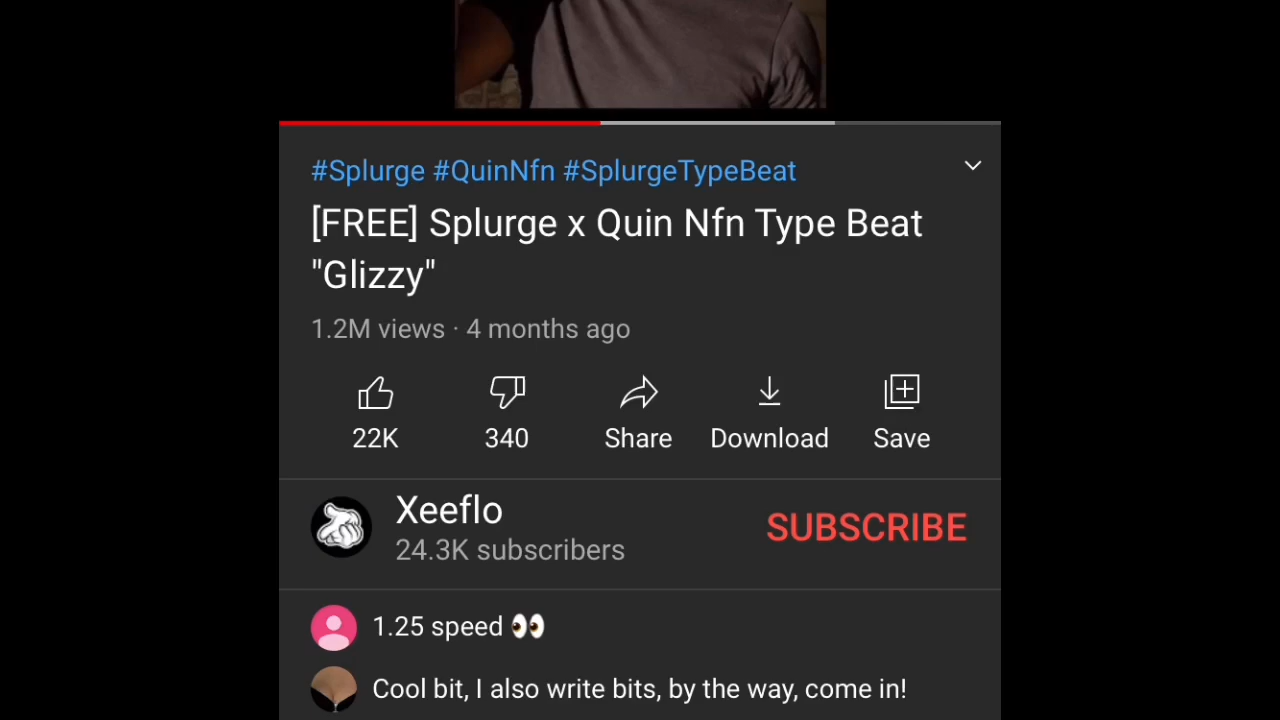 #Splurge #QuinNfn #SplurgeTypeBeat
[FREE] Splurge x Quin Nfn Type Beat
"Glizzy"
1.2M views · 4 months ago
22K 340 Share Download Save
Xeeflo
SUBSCRIBE
24.3K subscribers
1.25 speed 👀
Cool bit, I also write bits, by the way, come in!